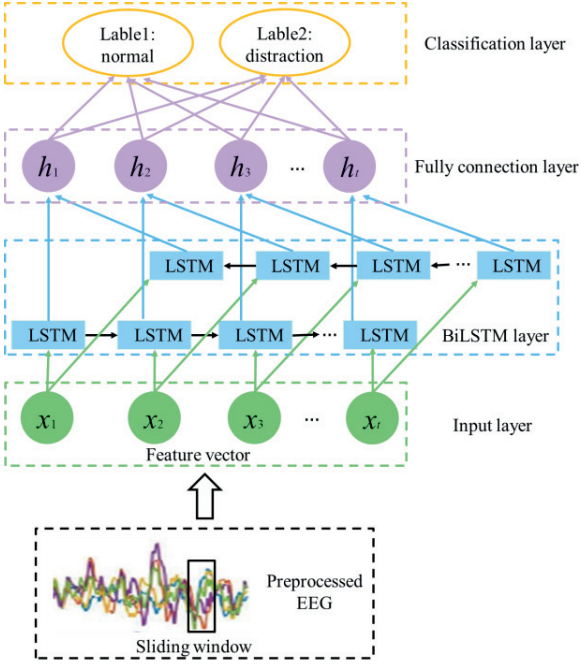 Lable1:
normal
Lable2:
distraction
Classification layer
h1 h2 h3 ... ht
Fully connection layer
LSTM LSTM LSTM ... LSTM
LSTM LSTM LSTM ... LSTM
BiLSTM layer
x1 x2 x3 ... xt
Feature vector
Input layer
Preprocessed
EEG
Sliding window